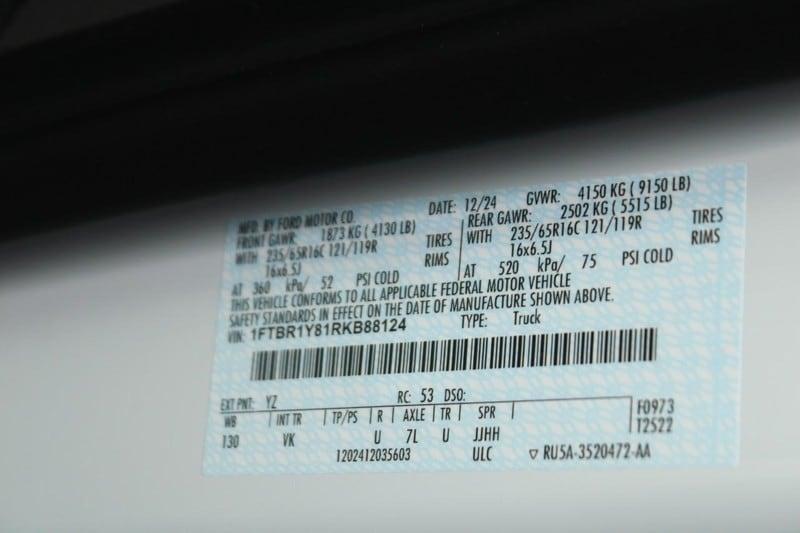 MFD. BY FORD MOTOR CO. DATE: 12/24 GVWR: 4150 KG ( 9150 LB)
FRONT GAWR: 1873 KG ( 4130 LB) REAR GAWR: 2502 KG ( 5515 LB)
WITH 235/65R16C 121/119R TIRES WITH 235/65R16C 121/119R TIRES
16x6.5J RIMS 16x6.5J RIMS
AT 360 kPa/ 52 PSI COLD AT 520 kPa/ 75 PSI COLD
THIS VEHICLE CONFORMS TO ALL APPLICABLE FEDERAL MOTOR VEHICLE
SAFETY STANDARDS IN EFFECT ON THE DATE OF MANUFACTURE SHOWN ABOVE.
VIN: 1FTBR1Y81RKB88124 TYPE: Truck
EXT PNT: YZ RC: 53 DSO:
WB INT TR TP/PS R AXLE TR SPR F0973
130 VK U 7L U JJHH T2522
1202412035603 ULC ▽ RU5A-3520472-AA